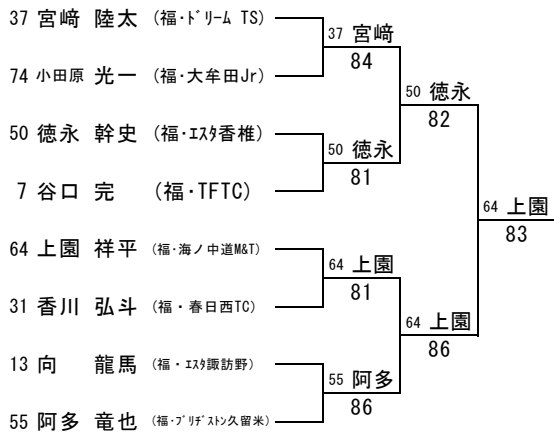 37 宮﨑 陸太 (福・ドリーム TS)
37 宮﨑
84
74 小田原 光一 (福・大牟田Jr)
50 徳永
82
50 徳永 幹史 (福・エスタ香椎)
50 徳永
81
7 谷口 完 (福・TFTC)
64 上園
83
64 上園 祥平 (福・海ノ中道M&T)
64 上園
81
31 香川 弘斗 (福・春日西TC)
64 上園
86
13 向 龍馬 (福・エスタ諏訪野)
55 阿多
86
55 阿多 竜也 (福・ブリヂストン久留米)